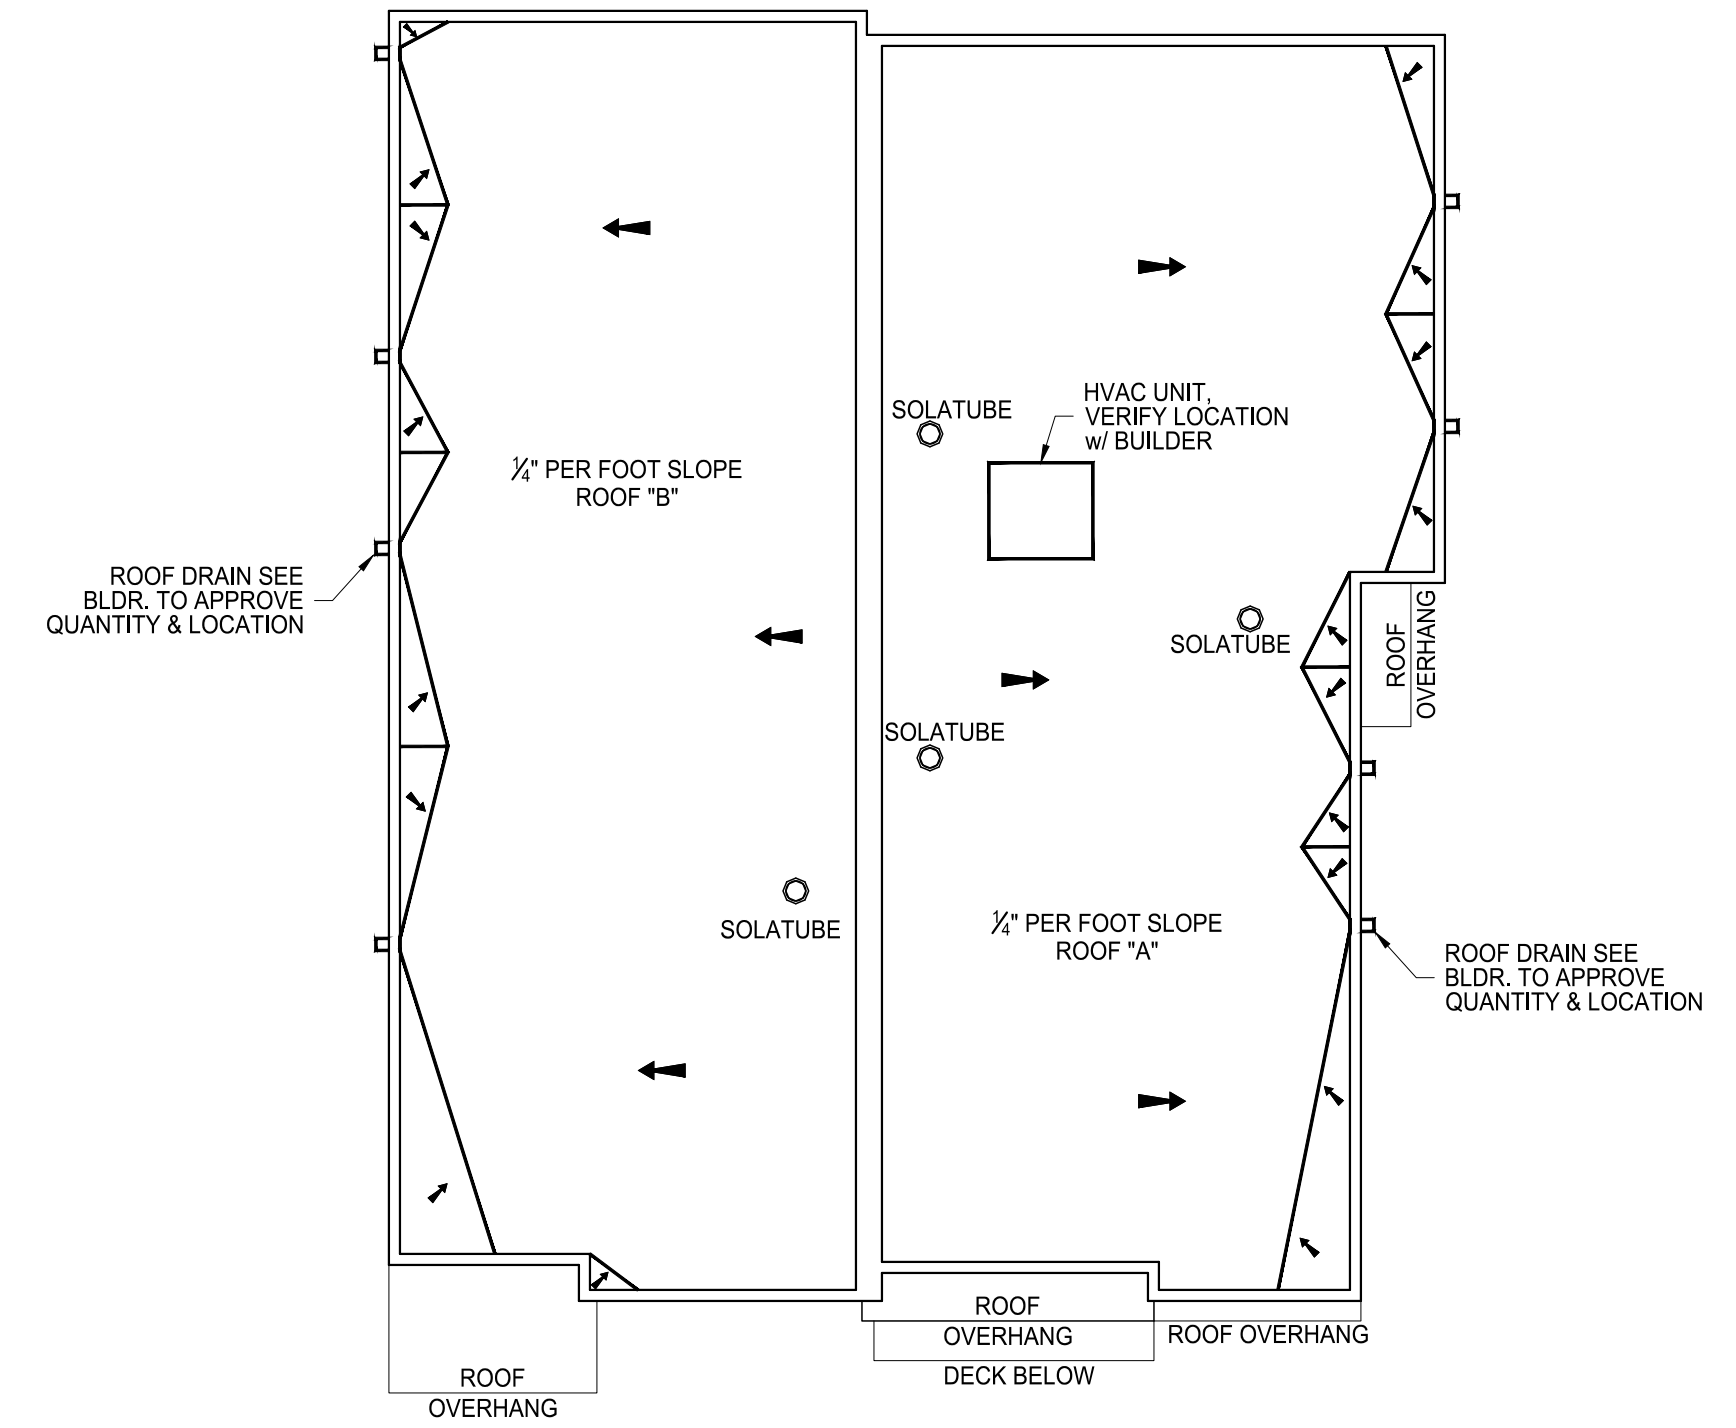 SOLATUBE
HVAC UNIT,
VERIFY LOCATION
w/ BUILDER
¼" PER FOOT SLOPE
ROOF "B"
ROOF DRAIN SEE
BLDR. TO APPROVE
QUANTITY & LOCATION
SOLATUBE
ROOF
OVERHANG
SOLATUBE
SOLATUBE
¼" PER FOOT SLOPE
ROOF "A"
ROOF DRAIN SEE
BLDR. TO APPROVE
QUANTITY & LOCATION
ROOF
OVERHANG
ROOF OVERHANG
DECK BELOW
ROOF
OVERHANG